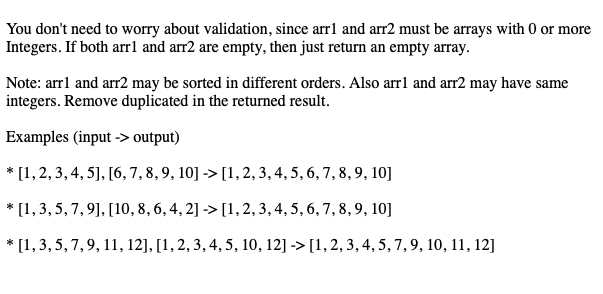 You don't need to worry about validation, since arr1 and arr2 must be arrays with 0 or more
Integers. If both arr1 and arr2 are empty, then just return an empty array.
Note: arr1 and arr2 may be sorted in different orders. Also arr1 and arr2 may have same
integers. Remove duplicated in the returned result.
Examples (input -> output)
* [1, 2, 3, 4, 5], [6, 7, 8, 9, 10] -> [1, 2, 3, 4, 5, 6, 7, 8, 9, 10]
* [1, 3, 5, 7, 9], [10, 8, 6, 4, 2] -> [1, 2, 3, 4, 5, 6, 7, 8, 9, 10]
* [1, 3, 5, 7, 9, 11, 12], [1, 2, 3, 4, 5, 10, 12] -> [1, 2, 3, 4, 5, 7, 9, 10, 11, 12]